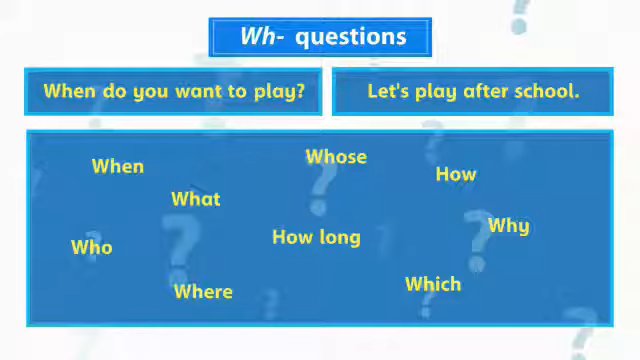 Wh- questions
When do you want to play?
Let's play after school.
When
Whose
How
What
Who
How long
Why
Where
Which